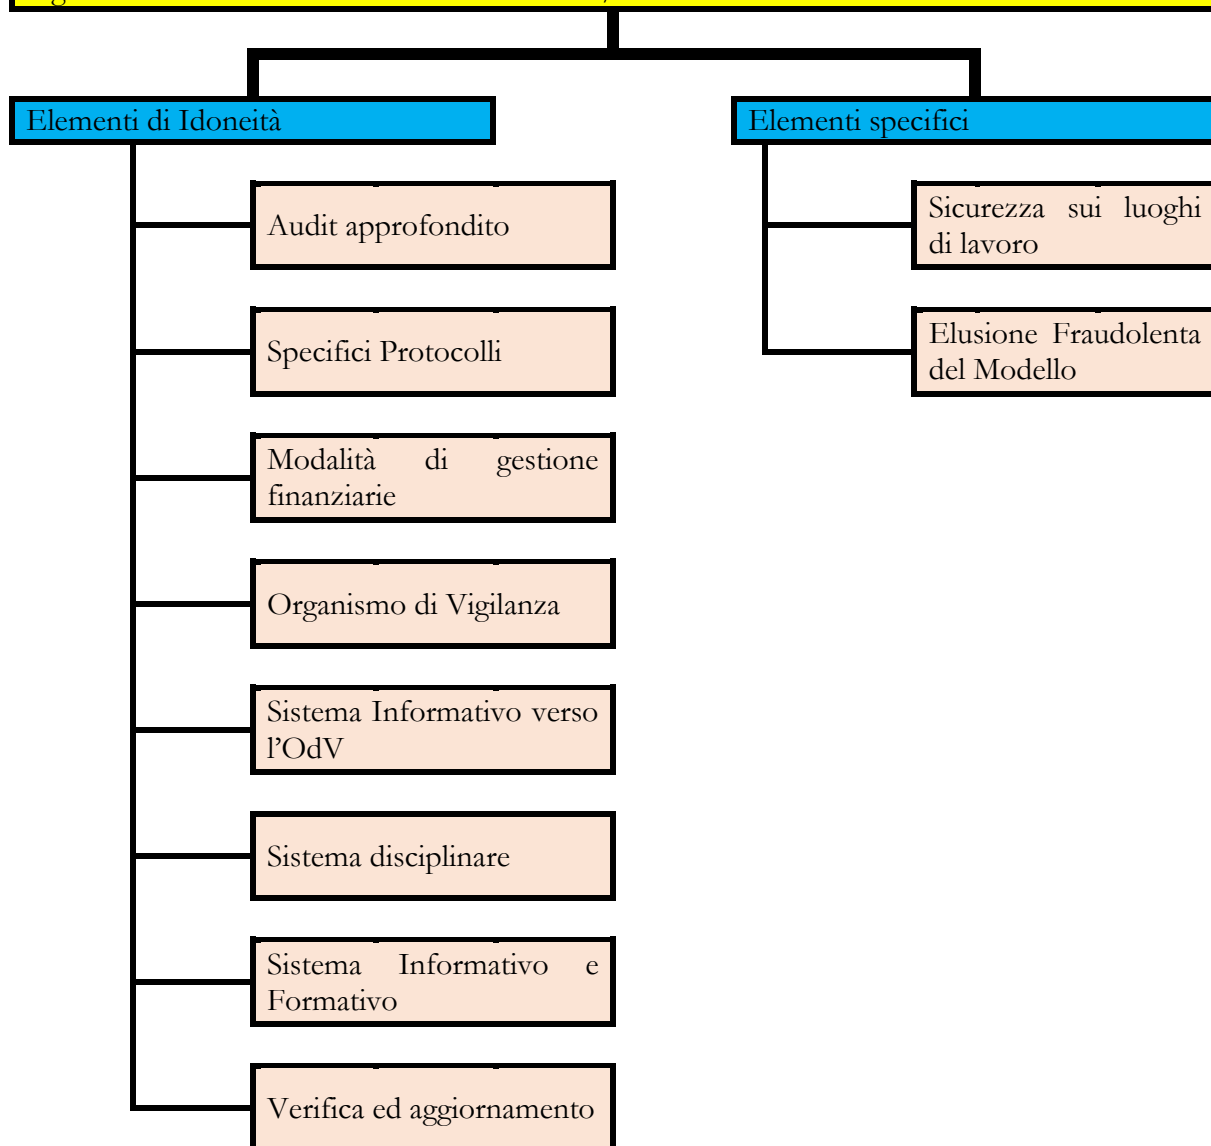 Elementi di Idoneità
Elementi specifici
Audit approfondito
Specifici Protocolli
Modalità di gestione
finanziarie
Organismo di Vigilanza
Sistema Informativo verso
l’OdV
Sistema disciplinare
Sistema Informativo e
Formativo
Verifica ed aggiornamento
Sicurezza sui luoghi
di lavoro
Elusione Fraudolenta
del Modello